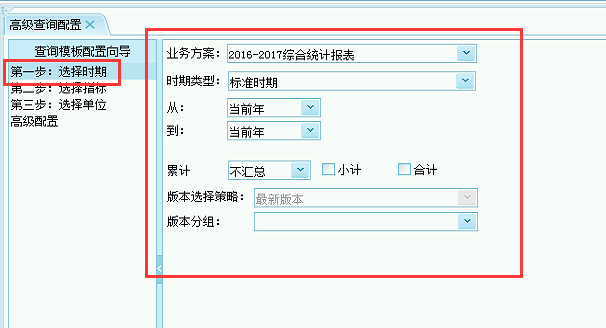 高级查询配置
查询模板配置向导
第一步：选择时期
第二步：选择指标
第三步：选择单位
高级配置
业务方案： 2016-2017综合统计报表
时期类型： 标准时期
从： 当前年
到： 当前年
累计 不汇总 小计 合计
版本选择策略： 最新版本
版本分组：